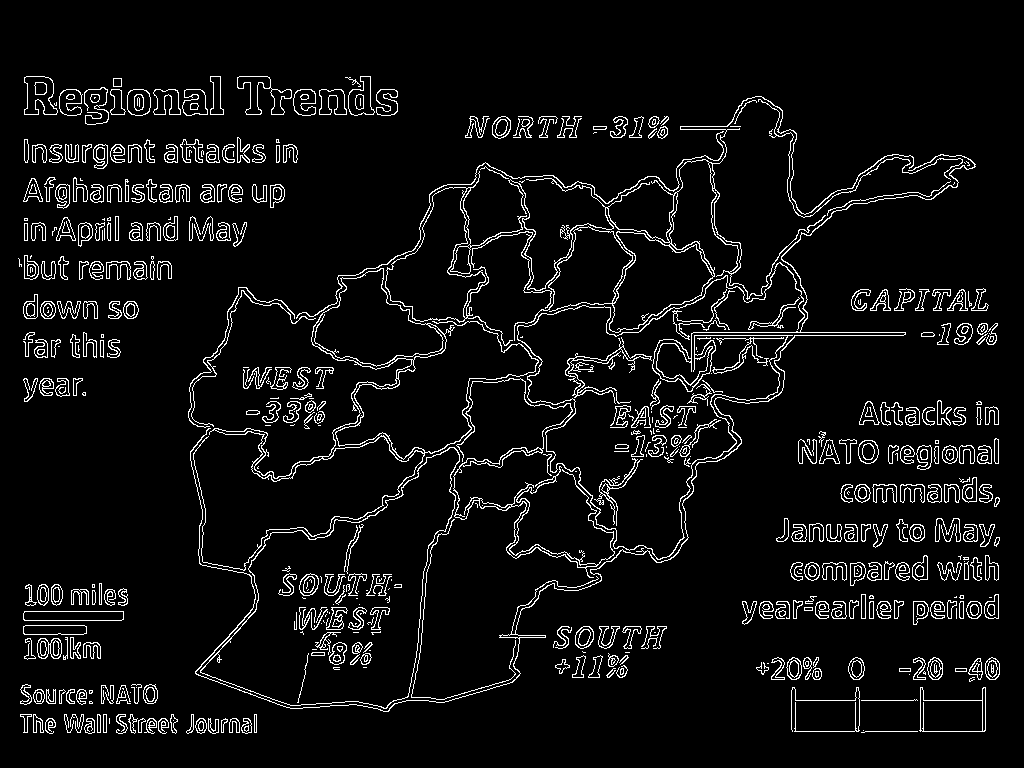 Regional Trends
Insurgent attacks in
Afghanistan are up
in April and May
but remain
down so
far this
year.
NORTH -31%
CAPITAL
-19%
WEST
-33%
EAST
-13%
Attacks in
NATO regional
commands,
January to May,
compared with
year-earlier period
SOUTH-
WEST
-8%
SOUTH
+11%
100 miles
100 km
+20% 0 -20 -40
Source: NATO
The Wall Street Journal